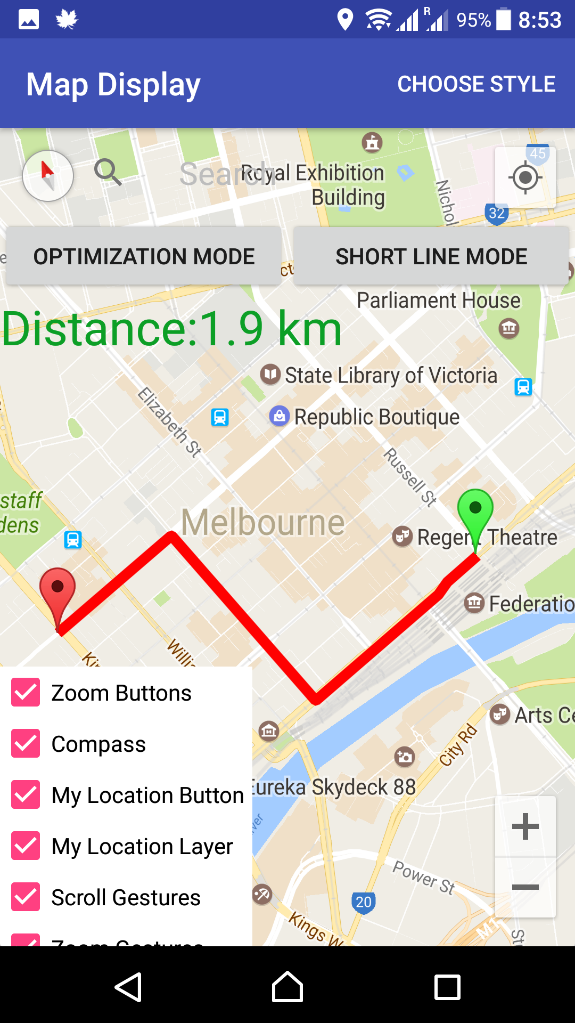 R
95%
8:53
Map Display
CHOOSE STYLE
Search
Royal Exhibition
Building
45
Nichol
32
OPTIMIZATION MODE
SHORT LINE MODE
Parliament House
Distance:1.9 km
State Library of Victoria
Elizabeth St
Republic Boutique
Russell St
staff
dens
Melbourne
Regent Theatre
Federatio
Ki
Willi
Zoom Buttons
Arts Ce
Compass
City Rd
Eureka Skydeck 88
My Location Button
My Location Layer
Power St
Scroll Gestures
20
Kings W
M1
Zoom Gestures